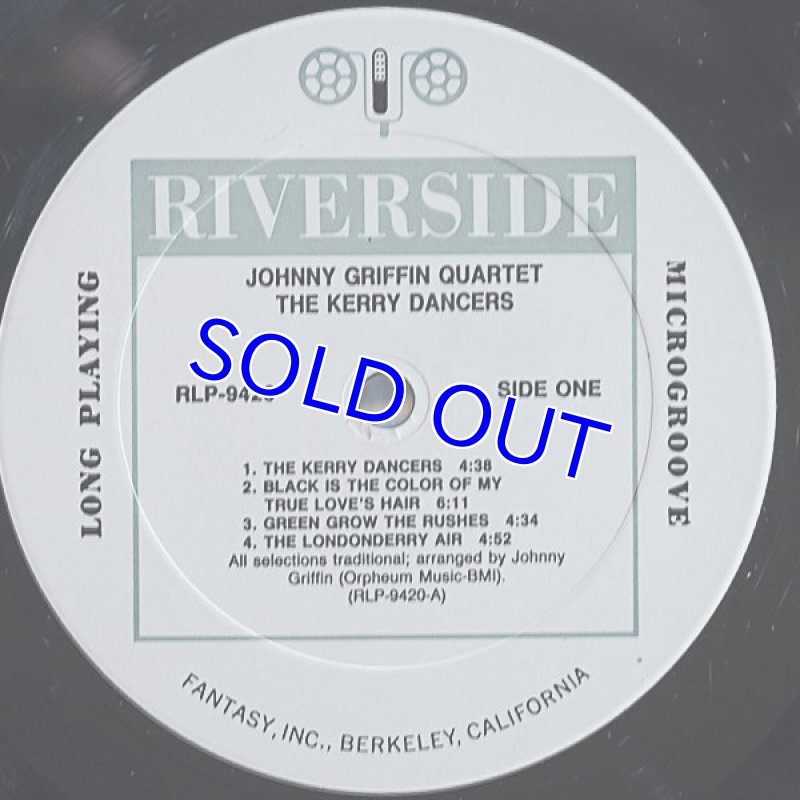 RIVERSIDE
JOHNNY GRIFFIN QUARTET
THE KERRY DANCERS
LONG PLAYING
MICROGROOVE
SOLD OUT
SIDE ONE
1. THE KERRY DANCERS 4:38
2. BLACK IS THE COLOR OF MY
TRUE LOVE'S HAIR 6:11
3. GREEN GROW THE RUSHES 4:34
4. THE LONDONDERRY AIR 4:52
All selections traditional; arranged by Johnny
Griffin (Orpheum Music-BMI).
(RLP-9420-A)
FANTASY, INC., BERKELEY, CALIFORNIA